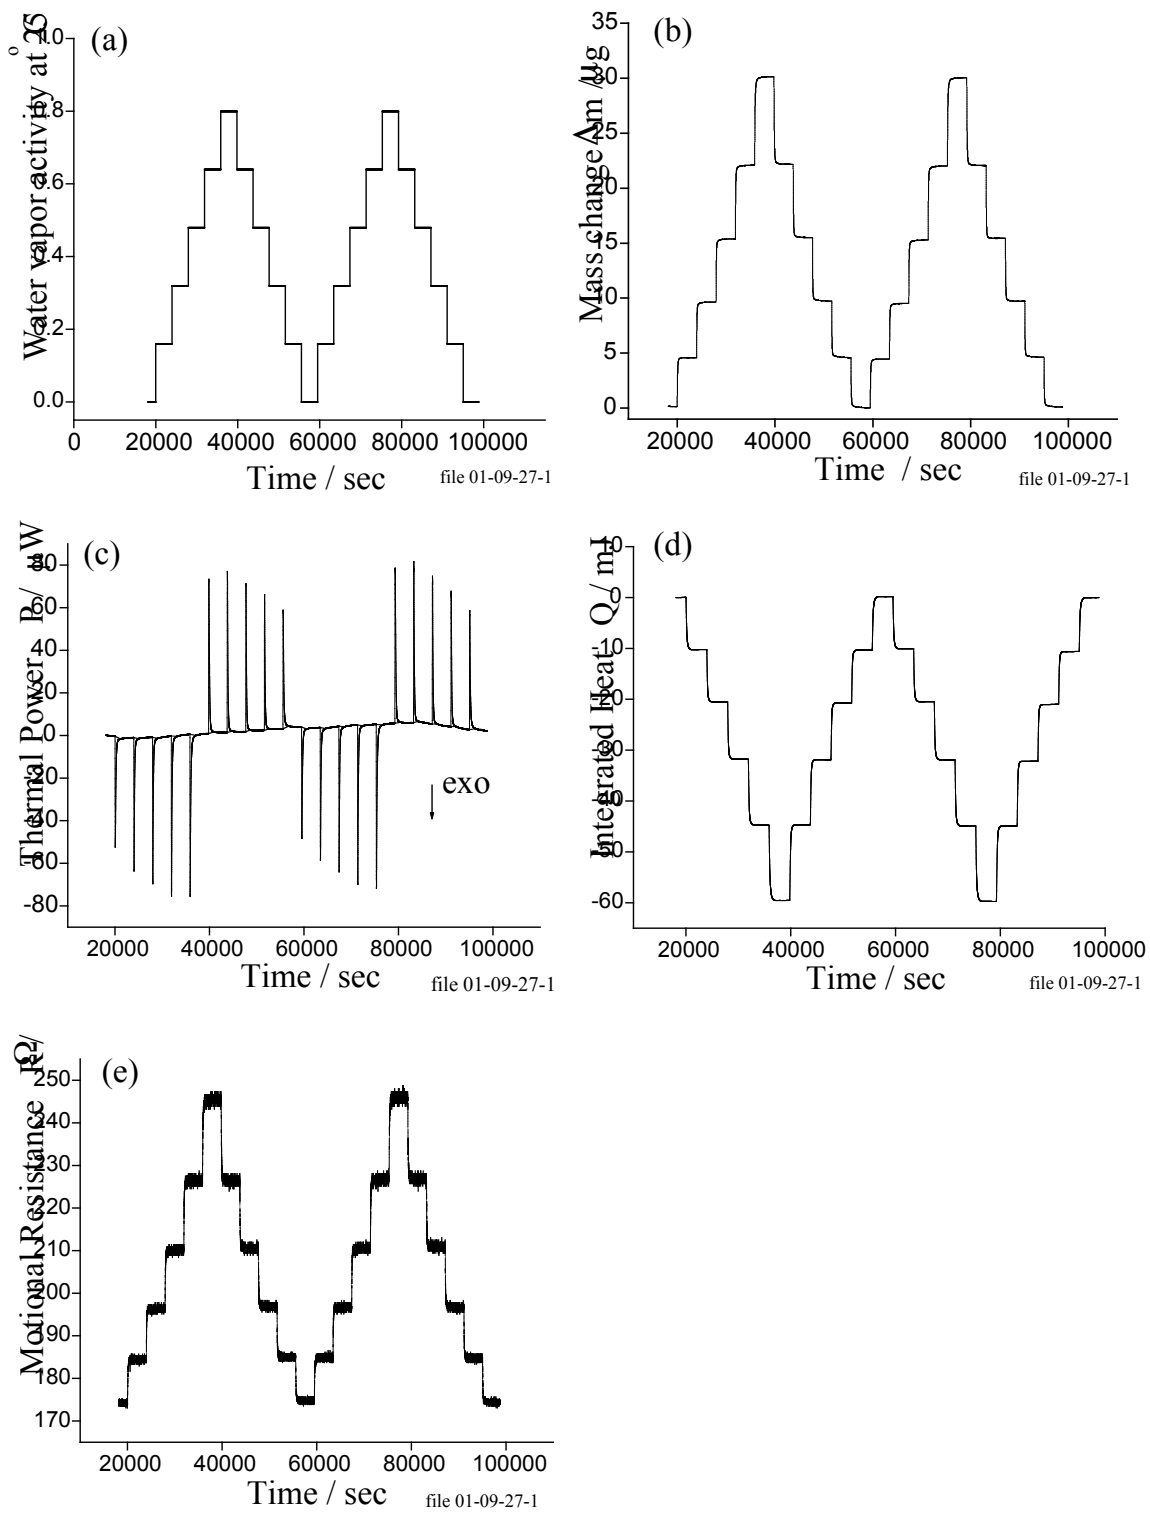 (a)
Water vapor activity at 25 °C
1.0
0.8
0.6
0.4
0.2
0.0
0 20000 40000 60000 80000 100000
Time / sec
file 01-09-27-1
(b)
Mass change Δm /μg
35
30
25
20
15
10
5
0
20000 40000 60000 80000 100000
Time / sec
file 01-09-27-1
(c)
Thermal Power P / μW
80
60
40
20
0
-20
-40
-60
-80
exo
20000 40000 60000 80000 100000
Time / sec
file 01-09-27-1
(d)
Integrated Heat Q / mJ
10
0
-10
-20
-30
-40
-50
-60
20000 40000 60000 80000 100000
Time / sec
file 01-09-27-1
(e)
Motional Resistance R / Ω
250
240
230
220
210
200
190
180
170
20000 40000 60000 80000 100000
Time / sec
file 01-09-27-1